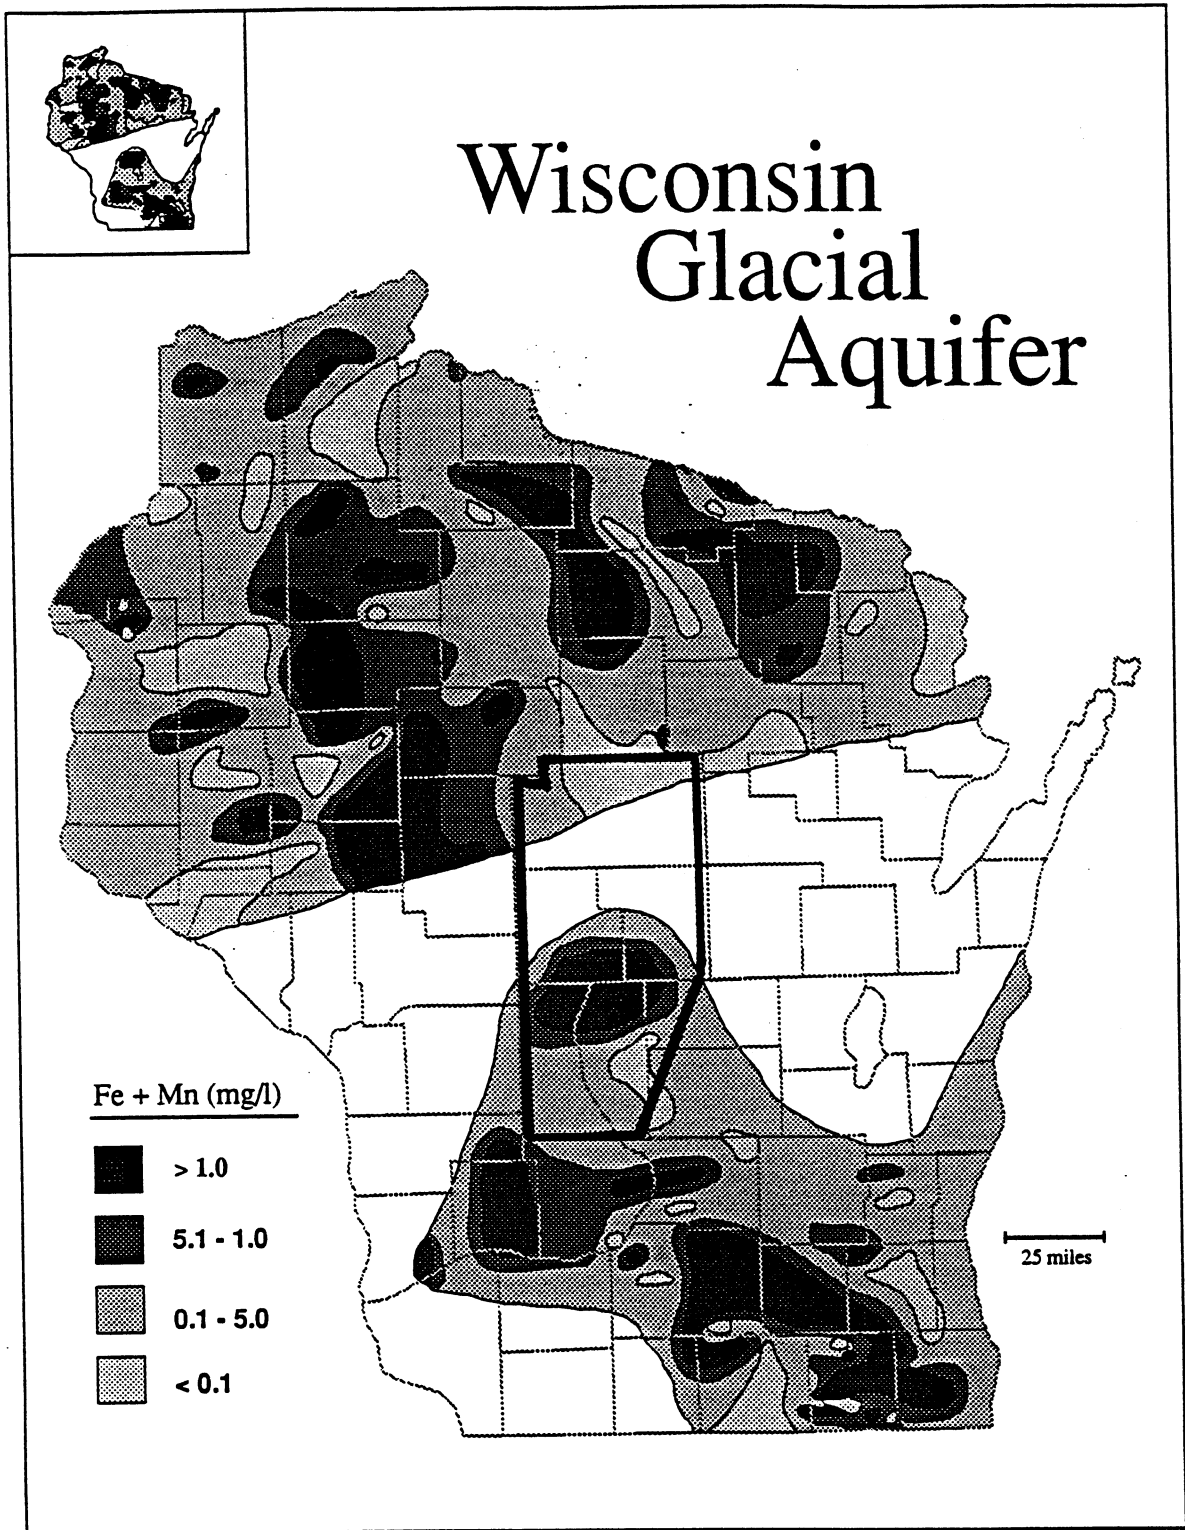 Wisconsin
Glacial
Aquifer
Fe + Mn (mg/l)
> 1.0
5.1 - 1.0
0.1 - 5.0
< 0.1
25 miles